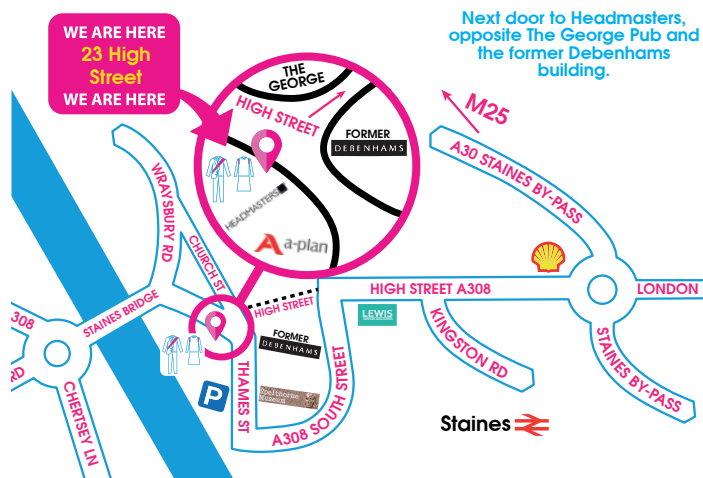 WE ARE HERE
23 High
Street
WE ARE HERE
Next door to Headmasters,
opposite The George Pub and
the former Debenhams
building.
THE
GEORGE
HIGH STREET
FORMER
DEBENHAMS
HEADMASTERS
a-plan
M25
A30 STAINES BY-PASS
WRAYSBURY RD
CHURCH ST
STAINES BRIDGE
308
RD
CHERTSEY LN
HIGH STREET
HIGH STREET A308
LONDON
LEWIS
KINGSTON RD
STAINES BY-PASS
FORMER
DEBENHAMS
Spelthorne
Museum
P
THAMES ST
A308 SOUTH STREET
Staines